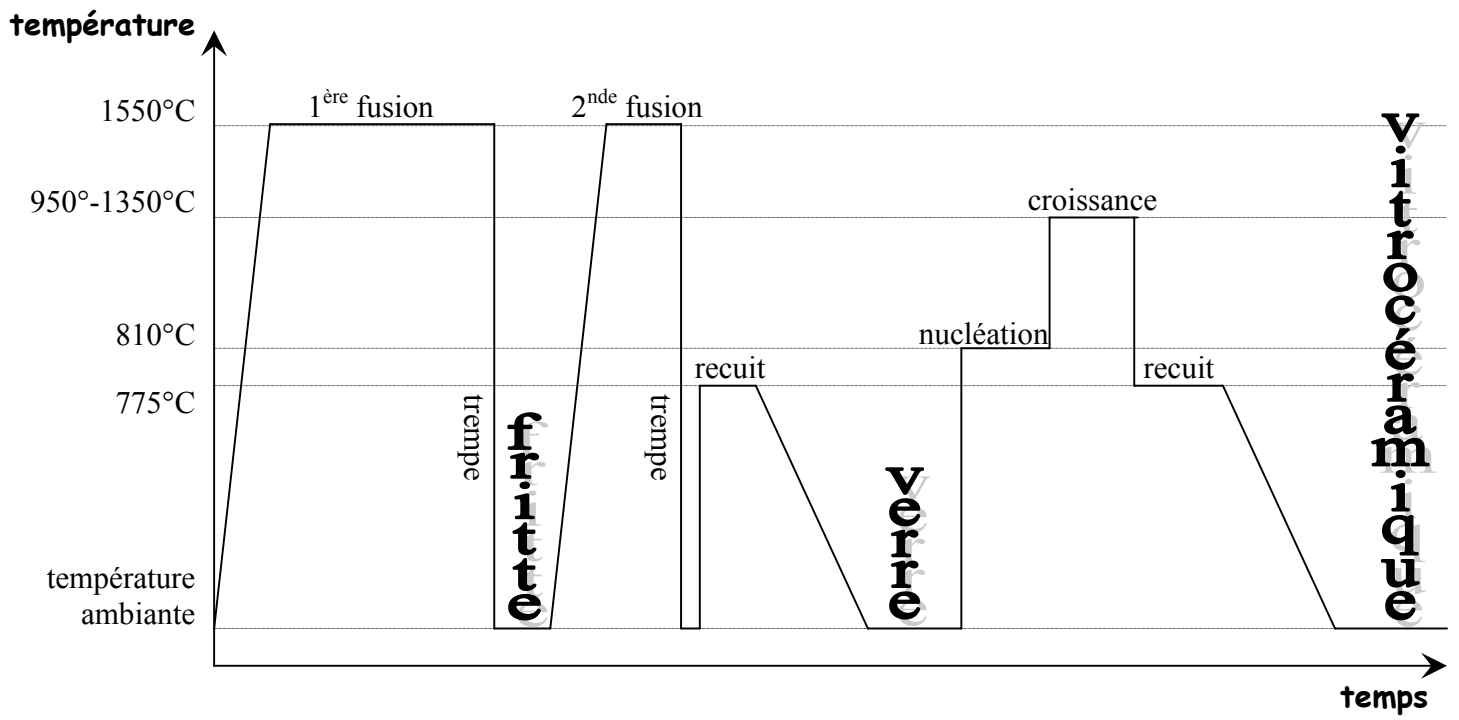 température
1550°C
1ère fusion
2nde fusion
950°-1350°C
croissance
810°C
nucléation
775°C
recuit
recuit
trempe
fritte
trempe
verre
vitrocéramique
température
ambiante
temps